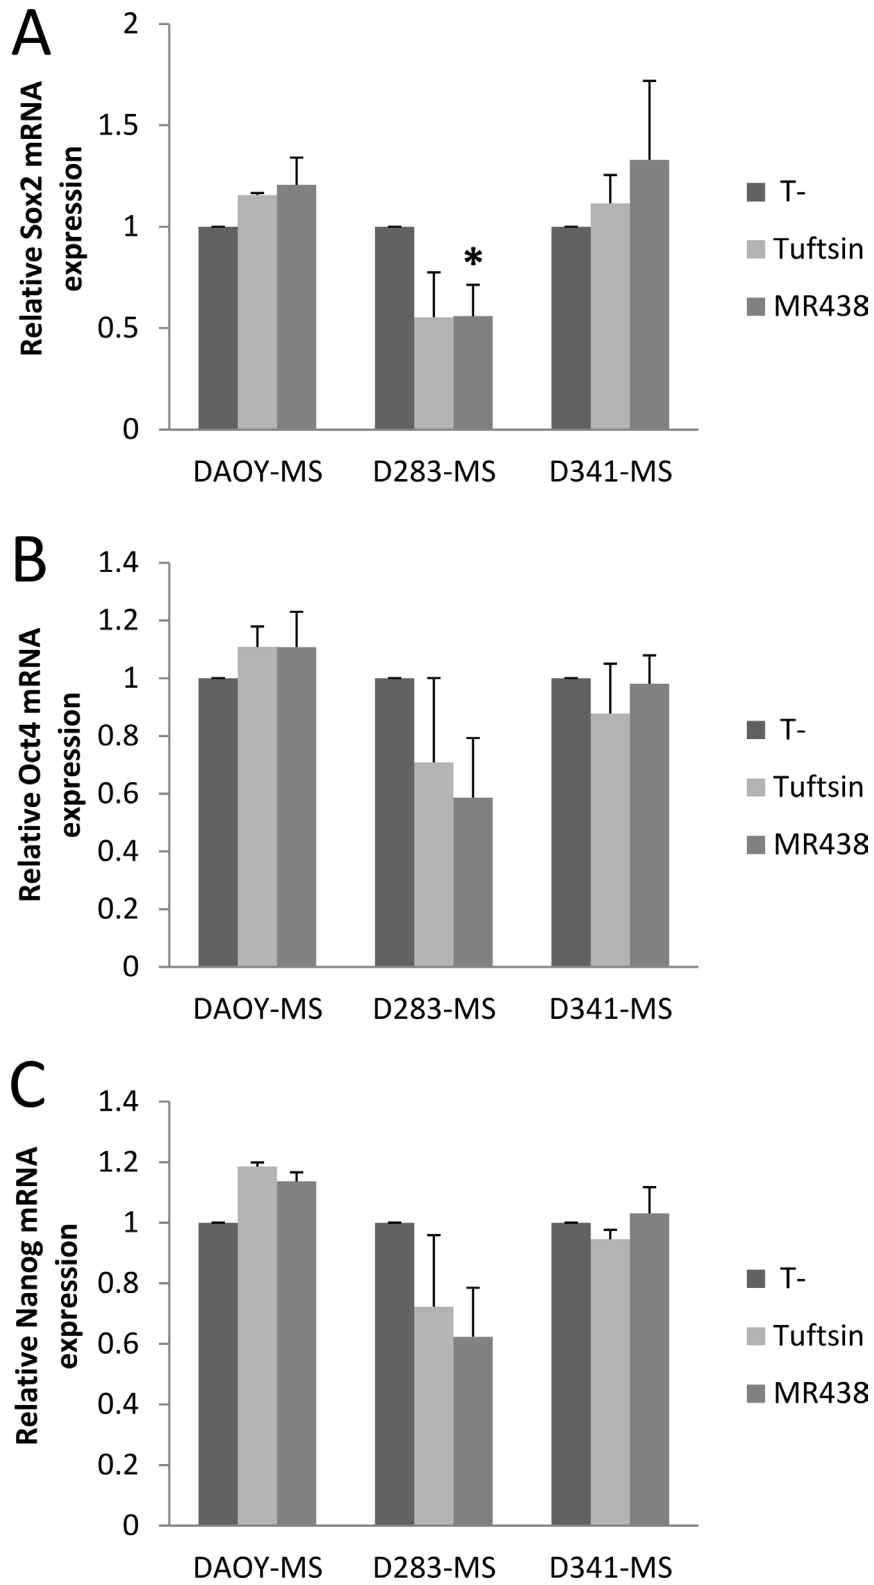 A
Relative Sox2 mRNA
expression
2
1.5
1
0.5
0
*
DAOY-MS D283-MS D341-MS
T-
Tuftsin
MR438
B
Relative Oct4 mRNA
expression
1.4
1.2
1
0.8
0.6
0.4
0.2
0
DAOY-MS D283-MS D341-MS
T-
Tuftsin
MR438
C
Relative Nanog mRNA
expression
1.4
1.2
1
0.8
0.6
0.4
0.2
0
DAOY-MS D283-MS D341-MS
T-
Tuftsin
MR438